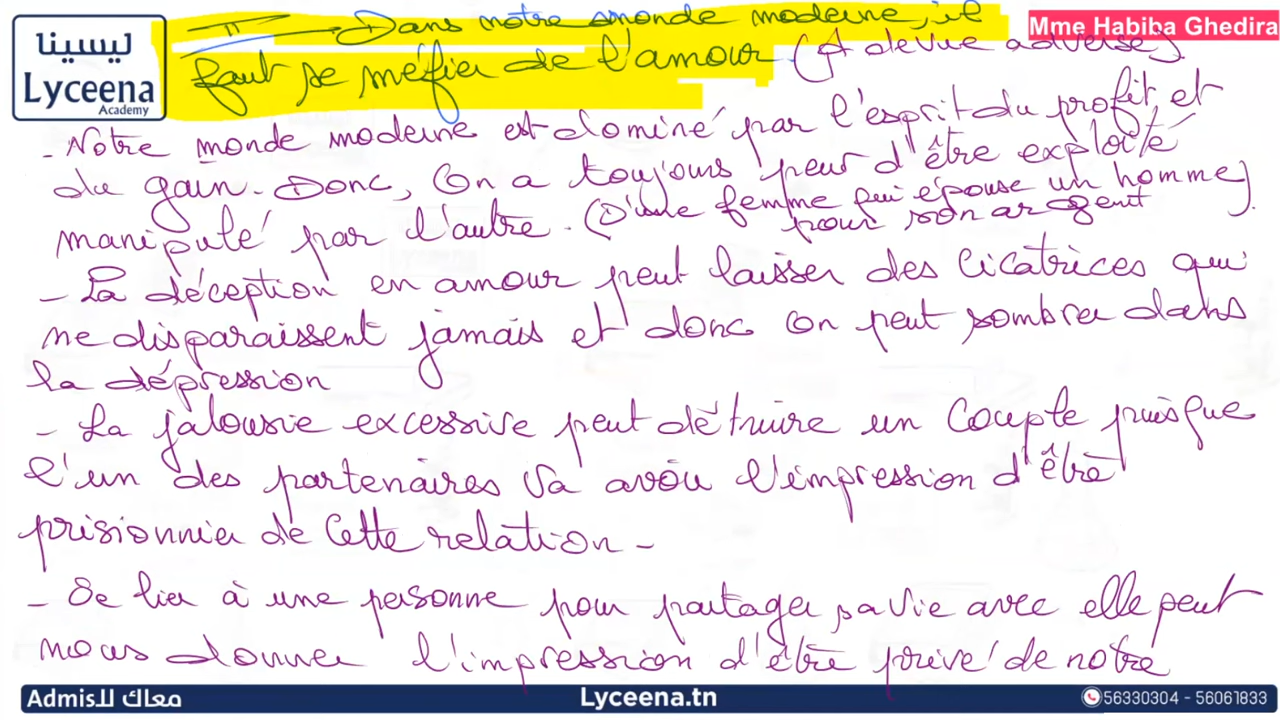 ليسينا
Lyceena
Academy
Mme Habiba Ghedira
II → Dans notre monde moderne, il
faut se méfier de l'amour (A de vue adverse).
- Notre monde moderne est dominé par l'esprit du profit et
du gain. Donc, on a toujours peur d'être exploité
manipulé par l'autre. (D'une femme qui épouse un homme
pour son argent).
- La déception en amour peut laisser des cicatrices qui
ne disparaissent jamais et donc on peut sombrer dans
la dépression
- La jalousie excessive peut détruire un couple puisque
l'un des partenaires va avoir l'impression d'être
prisionnier de cette relation -
- Se lier à une personne pour partager sa vie avec elle peut
nous donner l'impression d'être privé de notre
معاك للـ Admis
Lyceena.tn
56330304 - 56061833